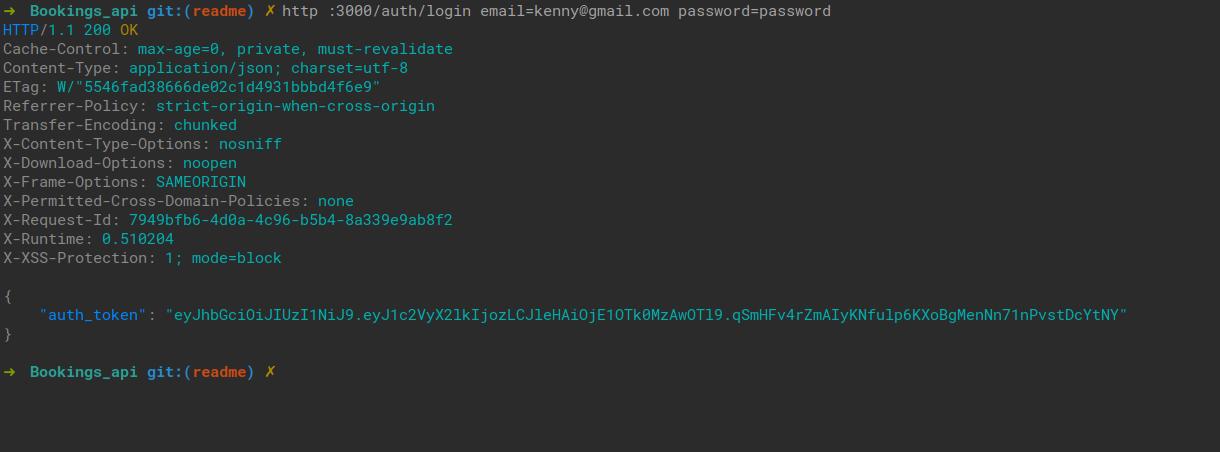 → Bookings_api git:(readme) ✗ http :3000/auth/login email=kenny@gmail.com password=password
HTTP/1.1 200 OK
Cache-Control: max-age=0, private, must-revalidate
Content-Type: application/json; charset=utf-8
ETag: W/"5546fad38666de02c1d4931bbbd4f6e9"
Referrer-Policy: strict-origin-when-cross-origin
Transfer-Encoding: chunked
X-Content-Type-Options: nosniff
X-Download-Options: noopen
X-Frame-Options: SAMEORIGIN
X-Permitted-Cross-Domain-Policies: none
X-Request-Id: 7949bfb6-4d0a-4c96-b5b4-8a339e9ab8f2
X-Runtime: 0.510204
X-XSS-Protection: 1; mode=block
{
"auth_token": "eyJhbGciOiJIUzI1NiJ9.eyJ1c2VyX2lkIjozLCJleHAiOjE1OTk0MzAwOTl9.qSmHFv4rZmAIyKNfulp6KXoBgMenNn71nPvstDcYtNY"
}
→ Bookings_api git:(readme) ✗